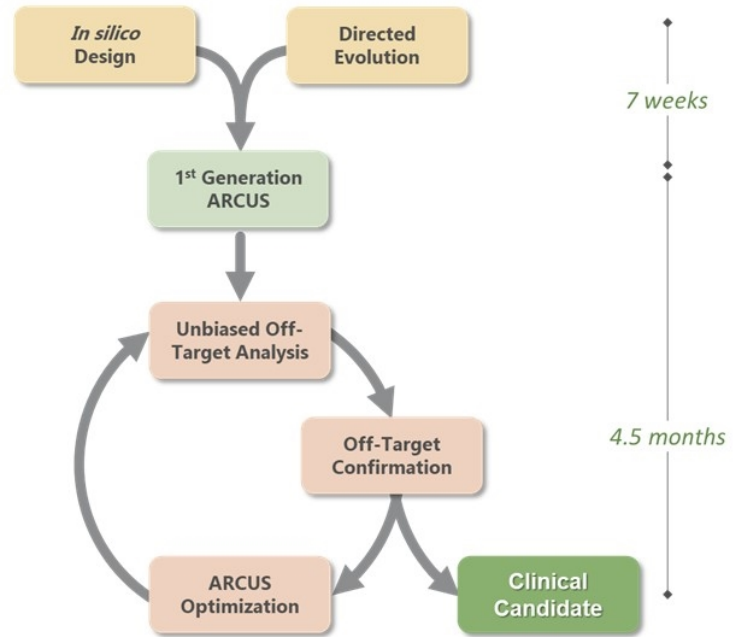 In silico
Design
Directed
Evolution
7 weeks
1st Generation
ARCUS
Unbiased Off-
Target Analysis
Off-Target
Confirmation
4.5 months
ARCUS
Optimization
Clinical
Candidate